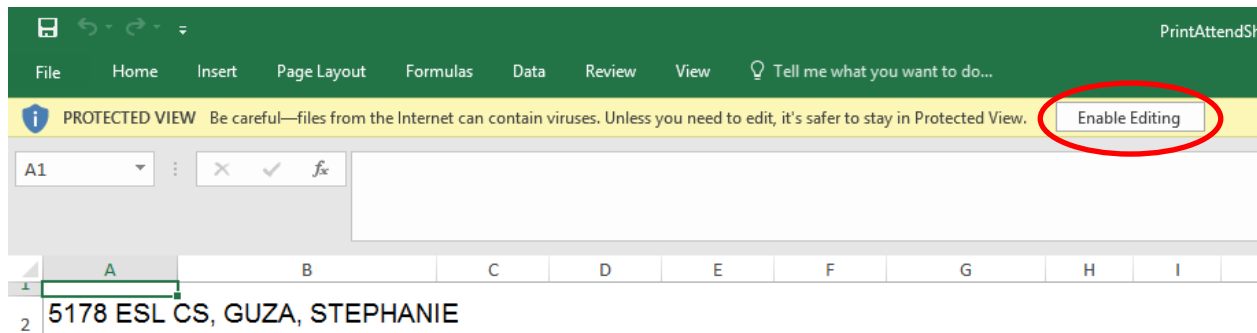 PrintAttendSh
File Home Insert Page Layout Formulas Data Review View Tell me what you want to do...
PROTECTED VIEW Be careful—files from the Internet can contain viruses. Unless you need to edit, it's safer to stay in Protected View. Enable Editing
A1 fx
A B C D E F G H I
1
2 5178 ESL CS, GUZA, STEPHANIE